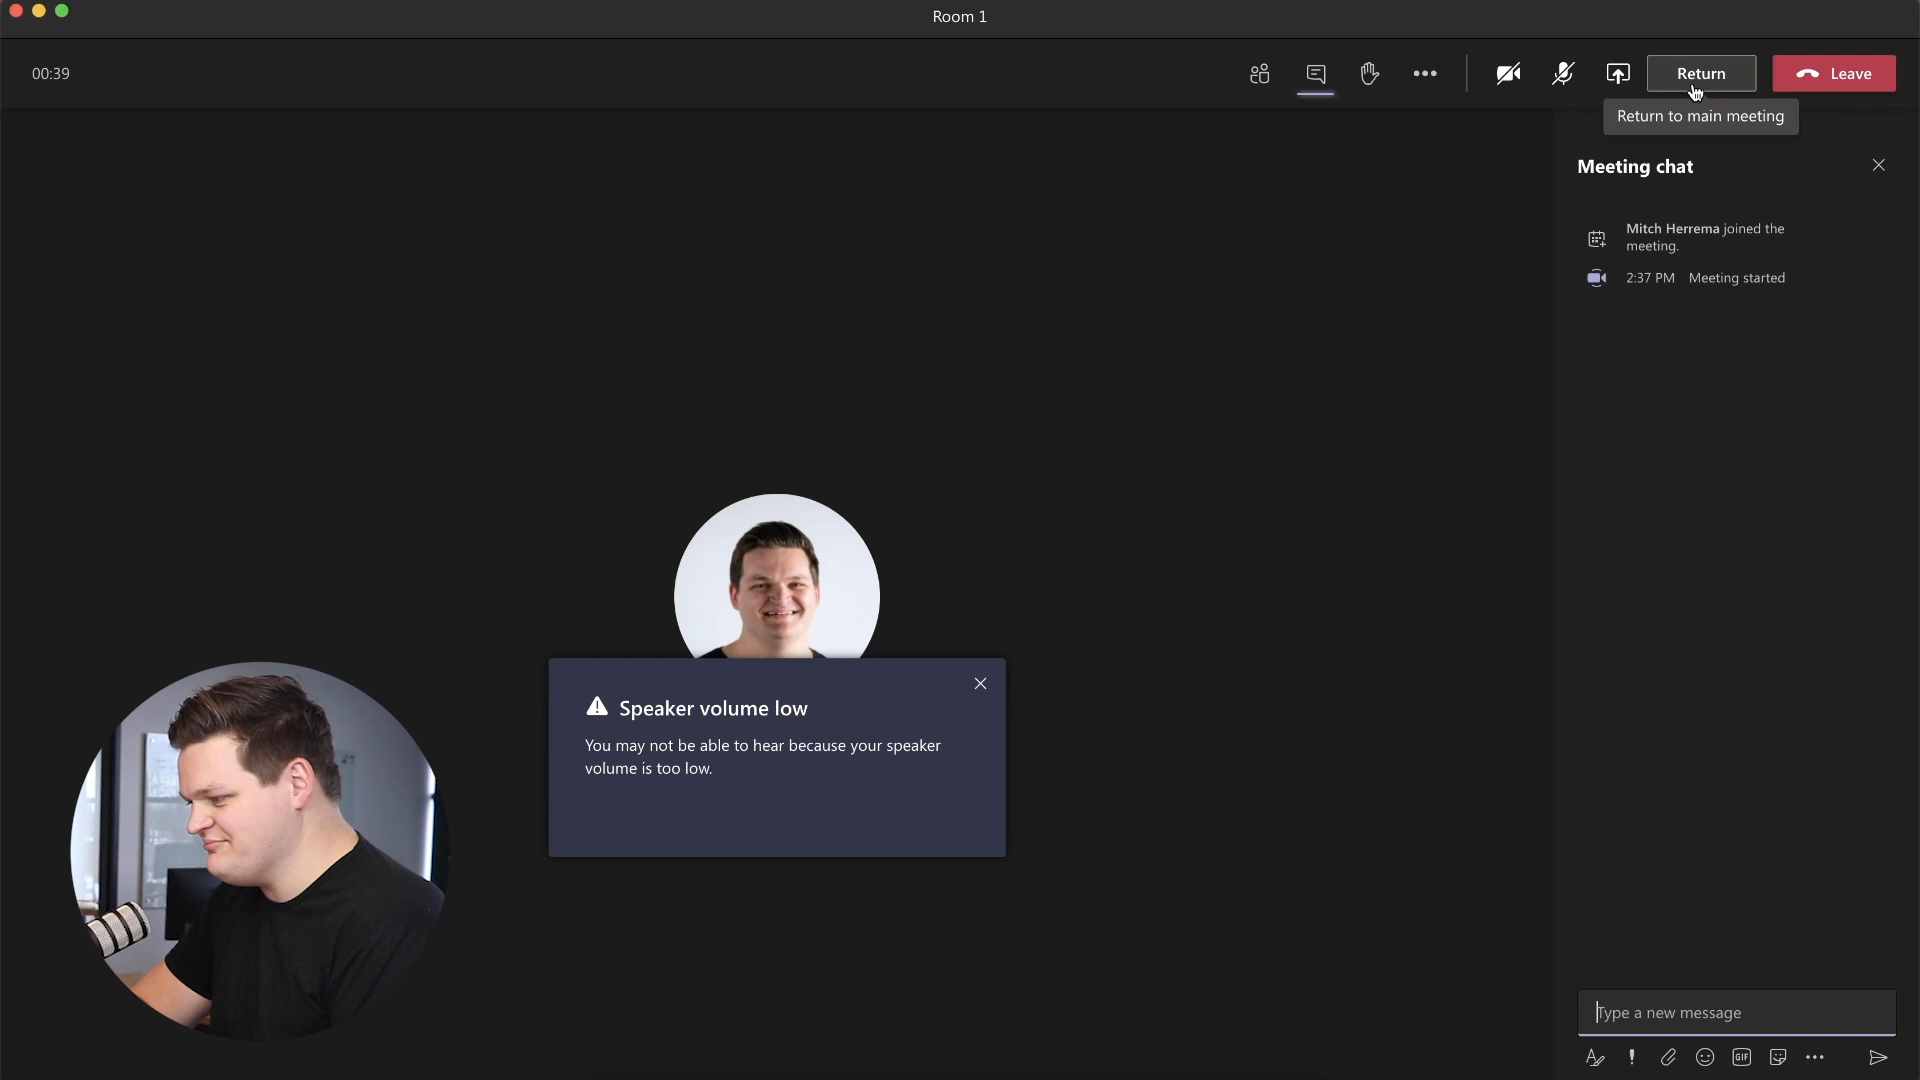 Room 1
00:39
Return
Leave
Return to main meeting
Meeting chat
Mitch Herrema joined the
meeting.
2:37 PM Meeting started
Speaker volume low
You may not be able to hear because your speaker
volume is too low.
Type a new message
GIF